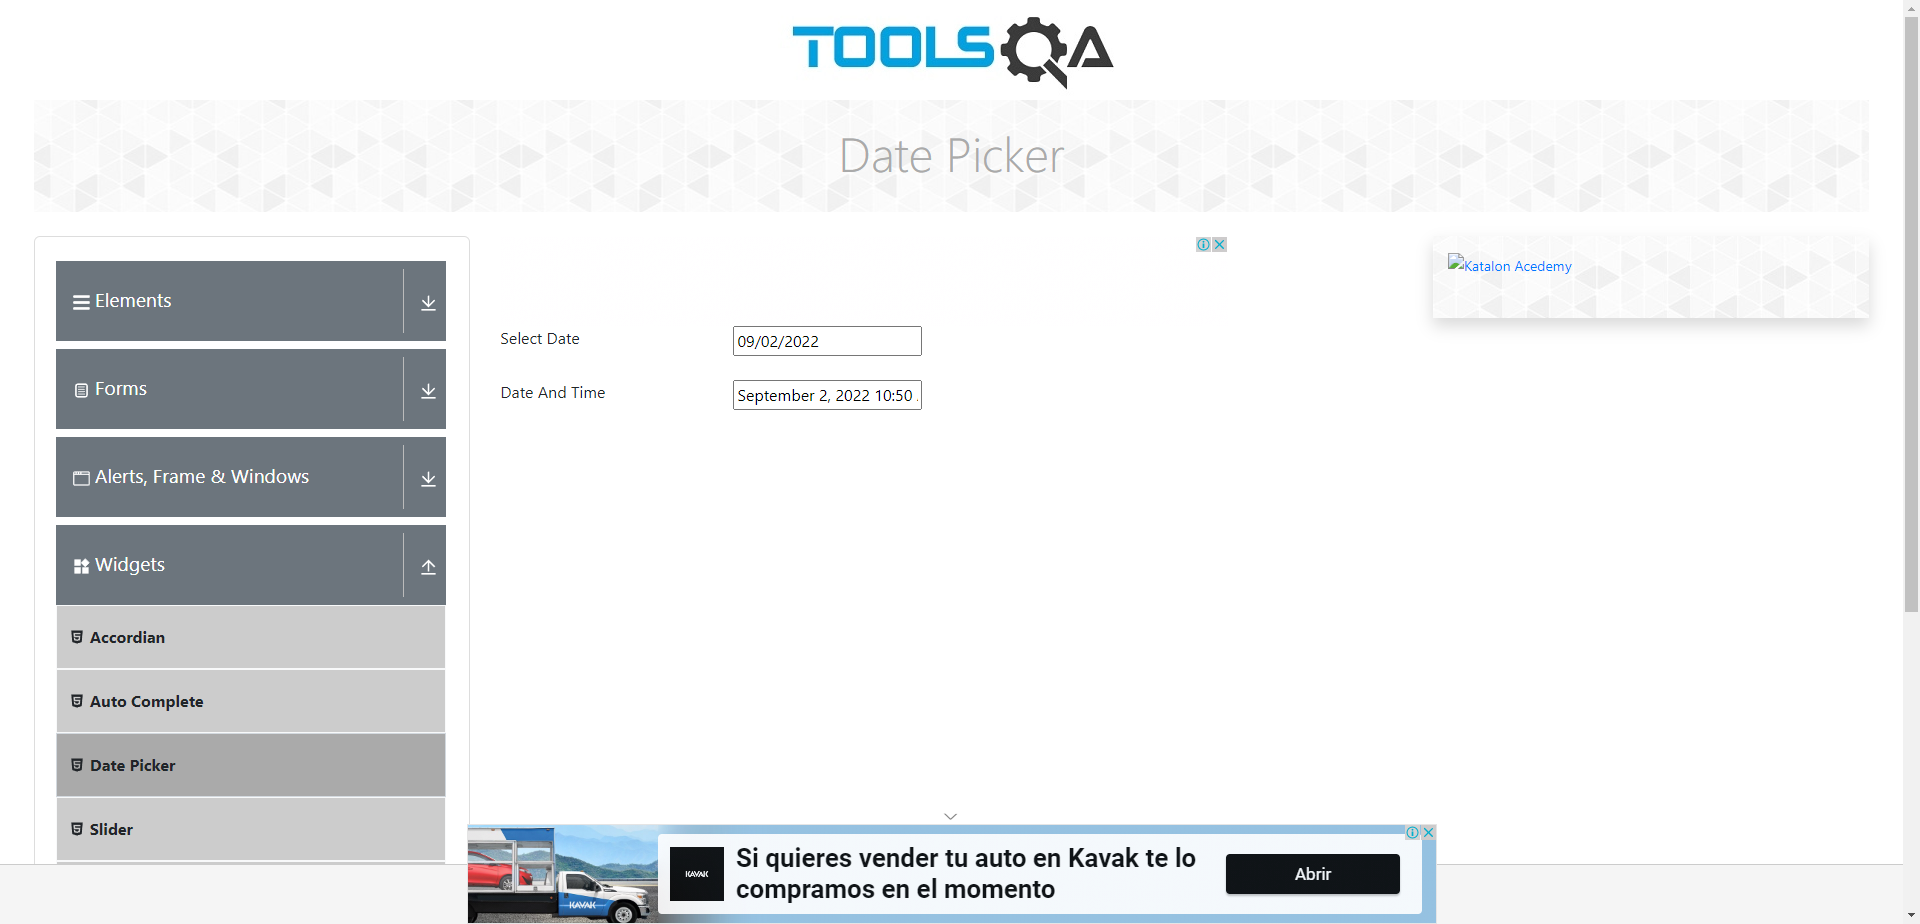 TOOLSQA
Date Picker
Elements
Forms
Alerts, Frame & Windows
Widgets
Accordian
Auto Complete
Date Picker
Slider
Select Date
09/02/2022
Date And Time
September 2, 2022 10:50
Katalon Acedemy
KAVAK
KAVAK
Si quieres vender tu auto en Kavak te lo
compramos en el momento
Abrir